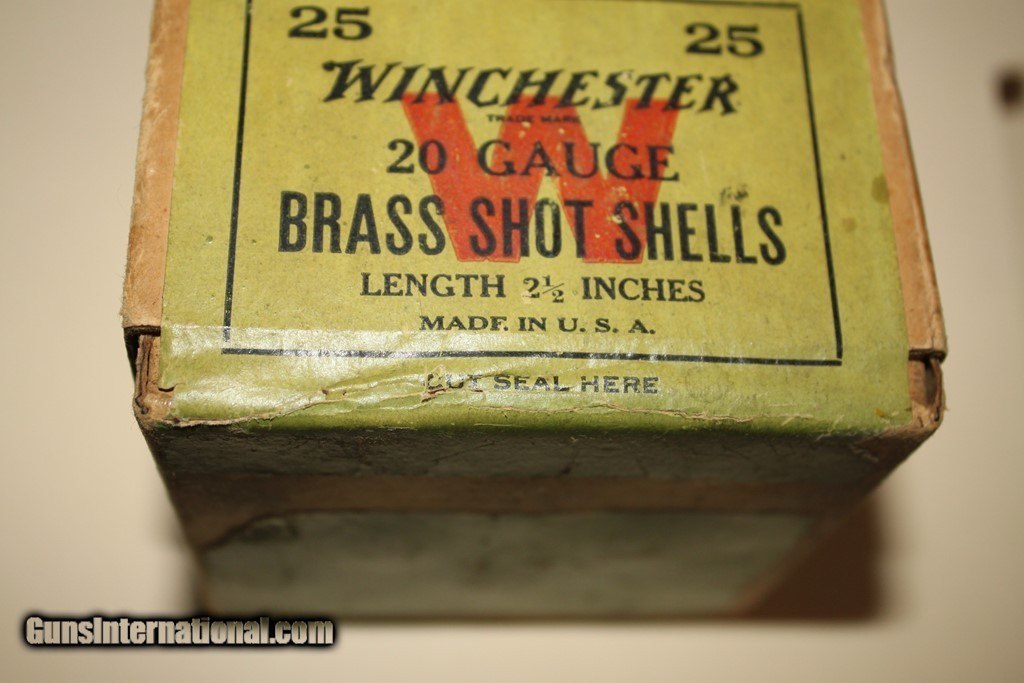 25 25
WINCHESTER
TRADE MARK
20 GAUGE
W
BRASS SHOT SHELLS
LENGTH 2½ INCHES
MADE IN U. S. A.
CUT SEAL HERE
GunsInternational.com